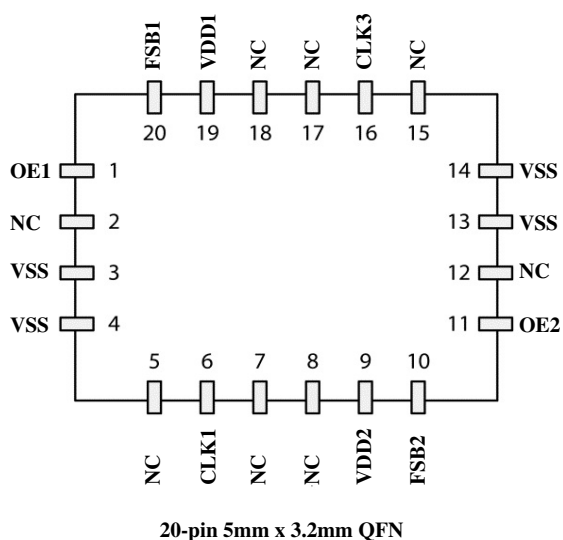 FSB1 VDD1 NC NC CLK3 NC
20 19 18 17 16 15
OE1 1 14 VSS
NC 2 13 VSS
VSS 3 12 NC
VSS 4 11 OE2
5 6 7 8 9 10
NC CLK1 NC NC VDD2 FSB2
20-pin 5mm x 3.2mm QFN